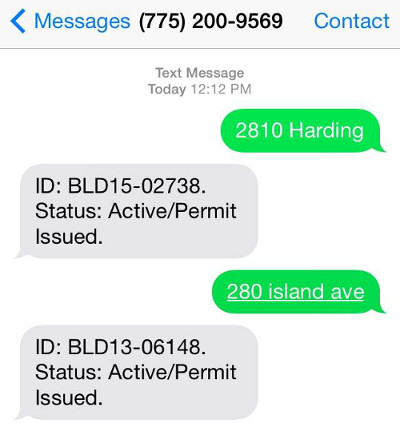 Messages (775) 200-9569 Contact
Text Message
Today 12:12 PM
2810 Harding
ID: BLD15-02738.
Status: Active/Permit
Issued.
280 island ave
ID: BLD13-06148.
Status: Active/Permit
Issued.